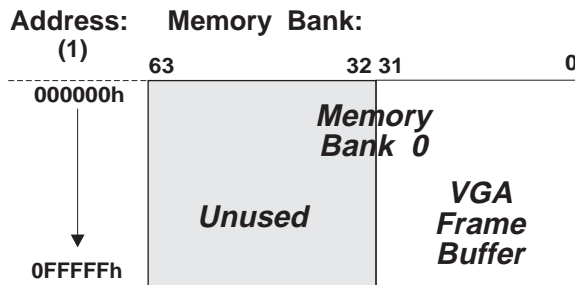 Address: Memory Bank:
(1)
63 32 31 0
000000h
Memory
Bank 0
Unused
VGA
Frame
Buffer
0FFFFFh